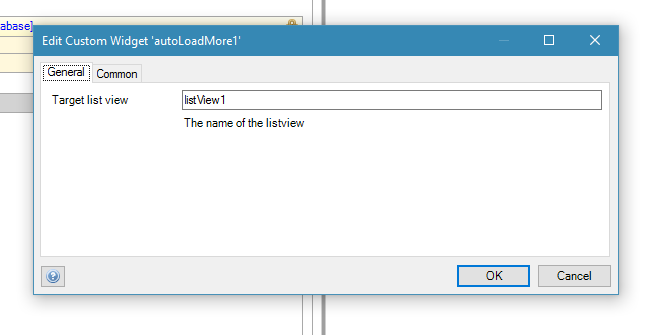 abase]
Edit Custom Widget 'autoLoadMore1'
General Common
Target list view listView1
The name of the listview
OK Cancel